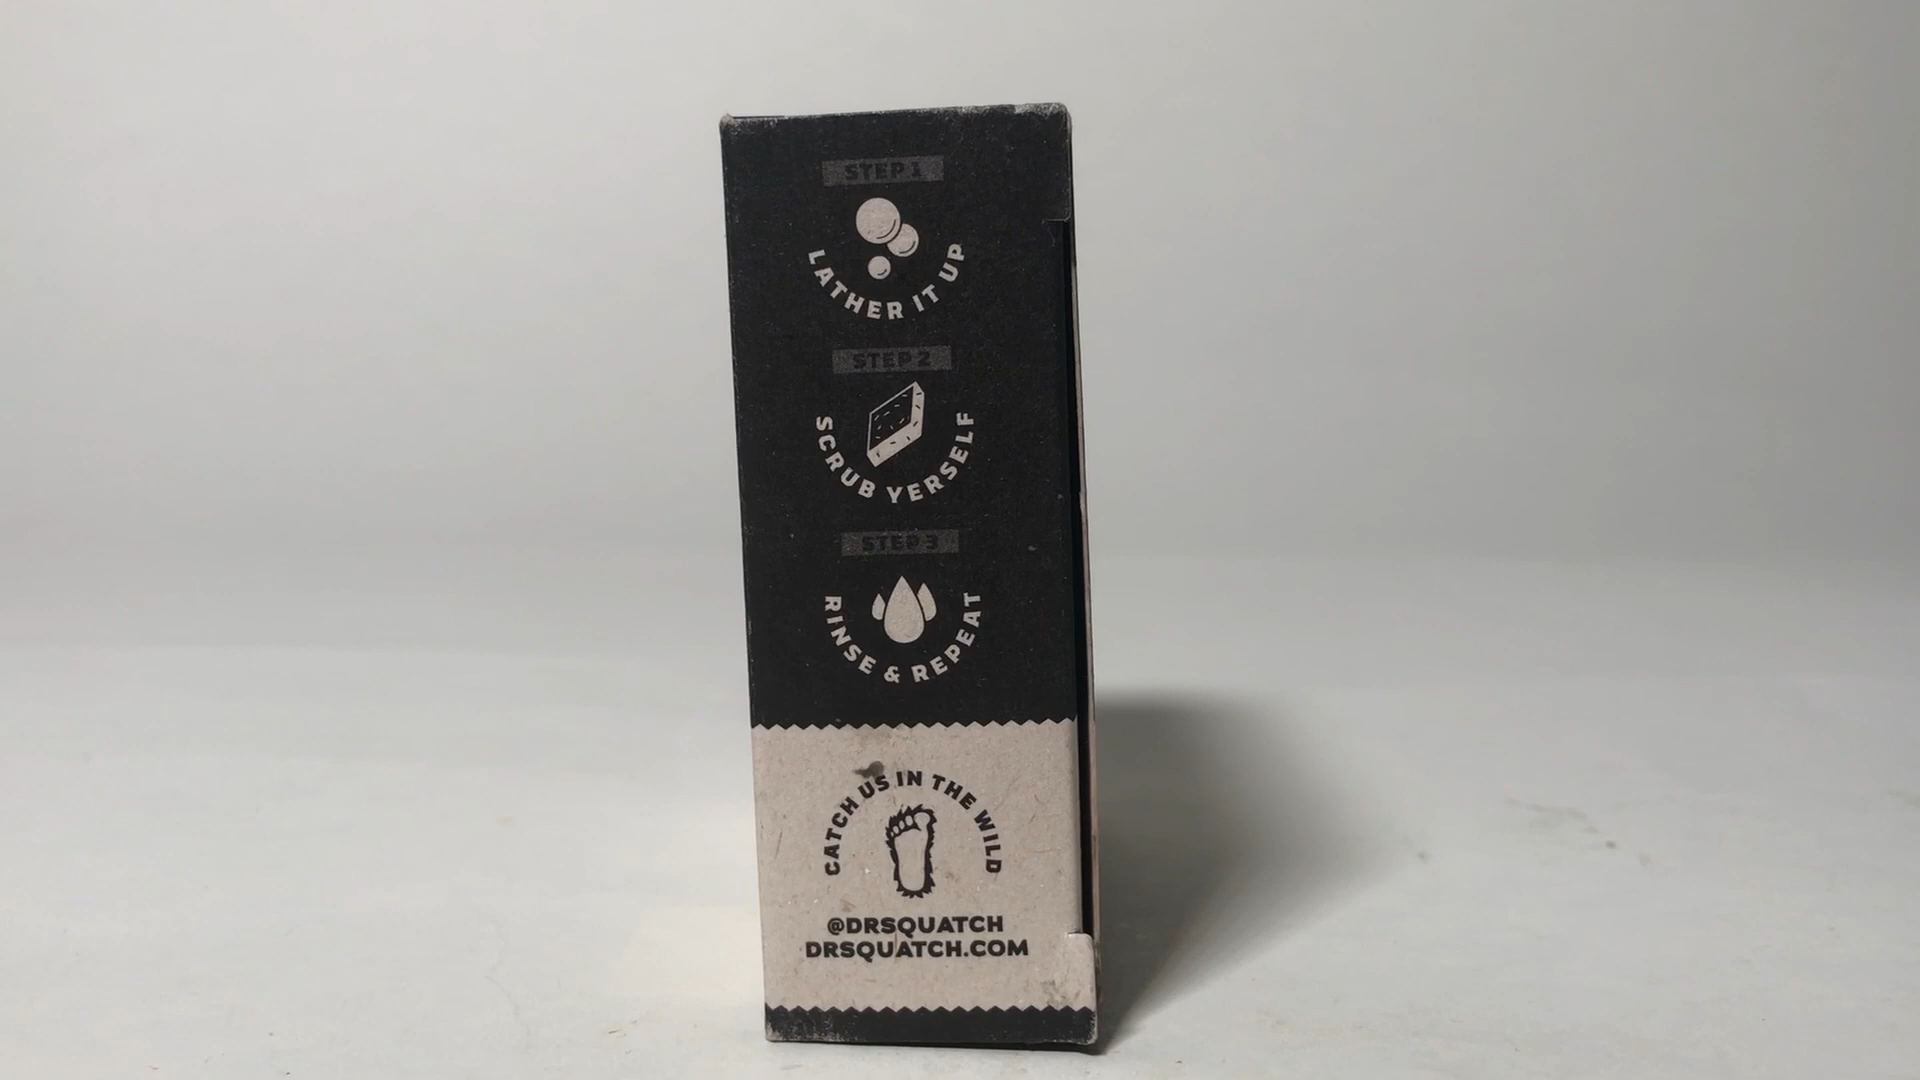 STEP 1
LATHER IT UP
STEP 2
SCRUB YERSELF
STEP 3
RINSE & REPEAT
CATCH US IN THE WILD
@DRSQUATCH
DRSQUATCH.COM